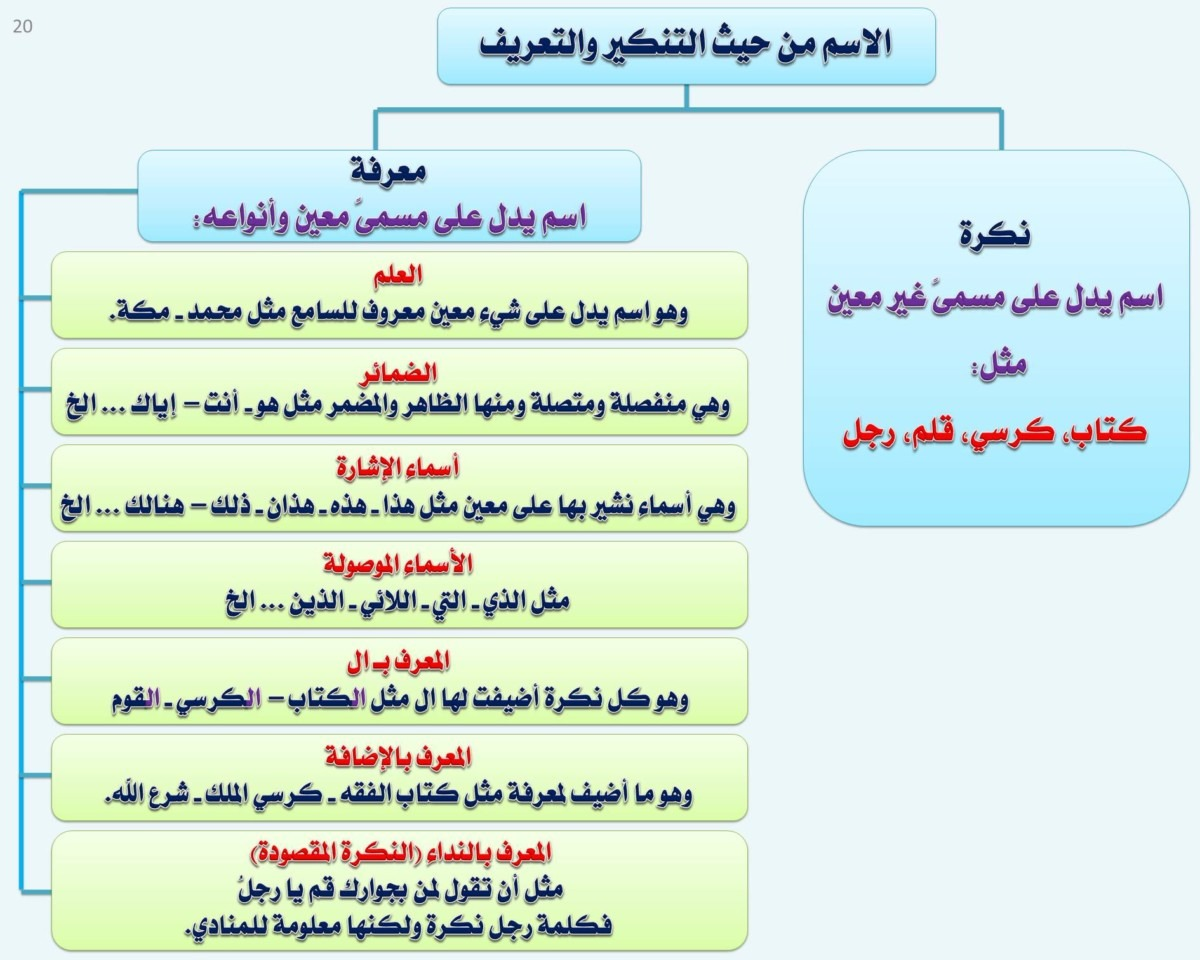 20
الاسم من حيث التنكير والتعريف
نكرة
اسم يدل على مسمىً غير معين
مثل:
كتاب، كرسي، قلم، رجل
معرفة
اسم يدل على مسمىً معين وأنواعه:
العلم
وهو اسم يدل على شيء معين معروف للسامع مثل محمد ـ مكة.
الضمائر
وهي منفصلة ومتصلة ومنها الظاهر والمضمر مثل هو ـ أنت – إياك ... الخ
أسماء الإشارة
وهي أسماء نشير بها على معين مثل هذا ـ هذه ـ هذان ـ ذلك – هنالك ... الخ
الأسماء الموصولة
مثل الذي ـ التي ـ اللائي ـ الذين ... الخ
المعرف بـ ال
وهو كل نكرة أضيفت لها ال مثل الكتاب – الكرسي ـ القوم
المعرف بالإضافة
وهو ما أضيف لمعرفة مثل كتاب الفقه ـ كرسي الملك ـ شرع الله.
المعرف بالنداء (النكرة المقصودة)
مثل أن تقول لمن بجوارك قم يا رجلُ
فكلمة رجل نكرة ولكنها معلومة للمنادي.